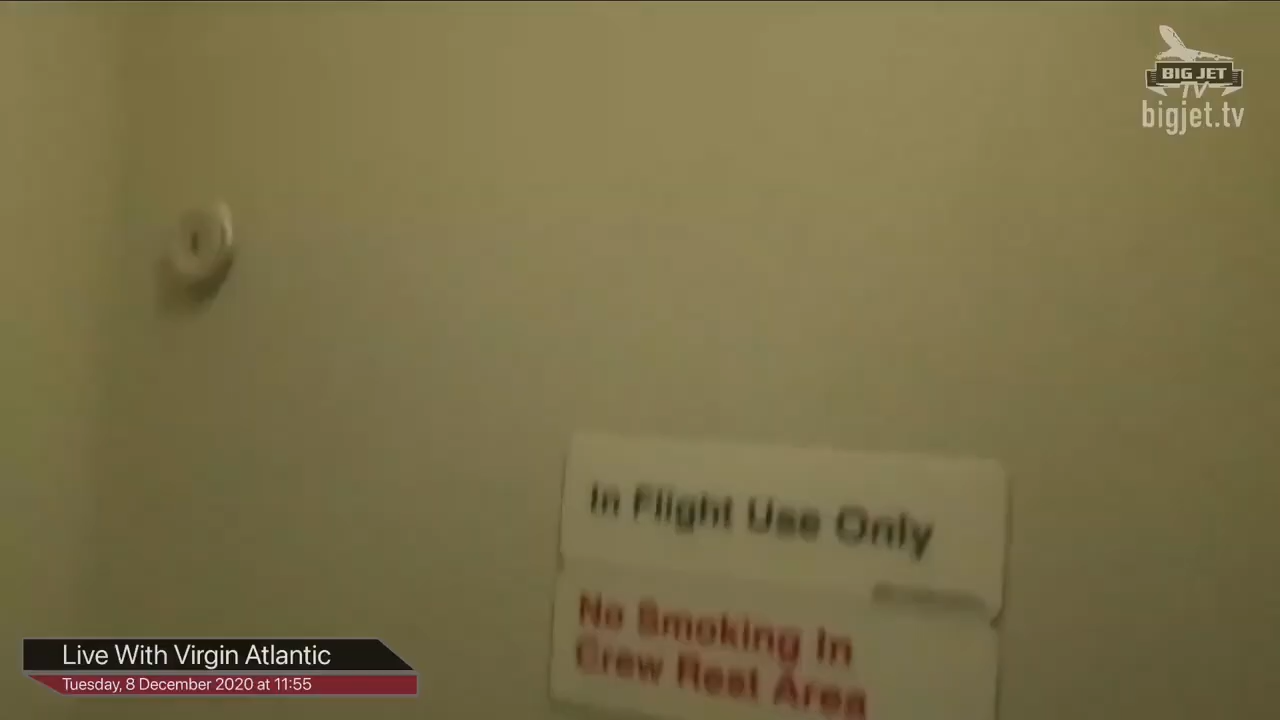 BIG JET
TV
bigjet.tv
In Flight Use Only
No Smoking In
Crew Rest Area
Live With Virgin Atlantic
Tuesday, 8 December 2020 at 11:55